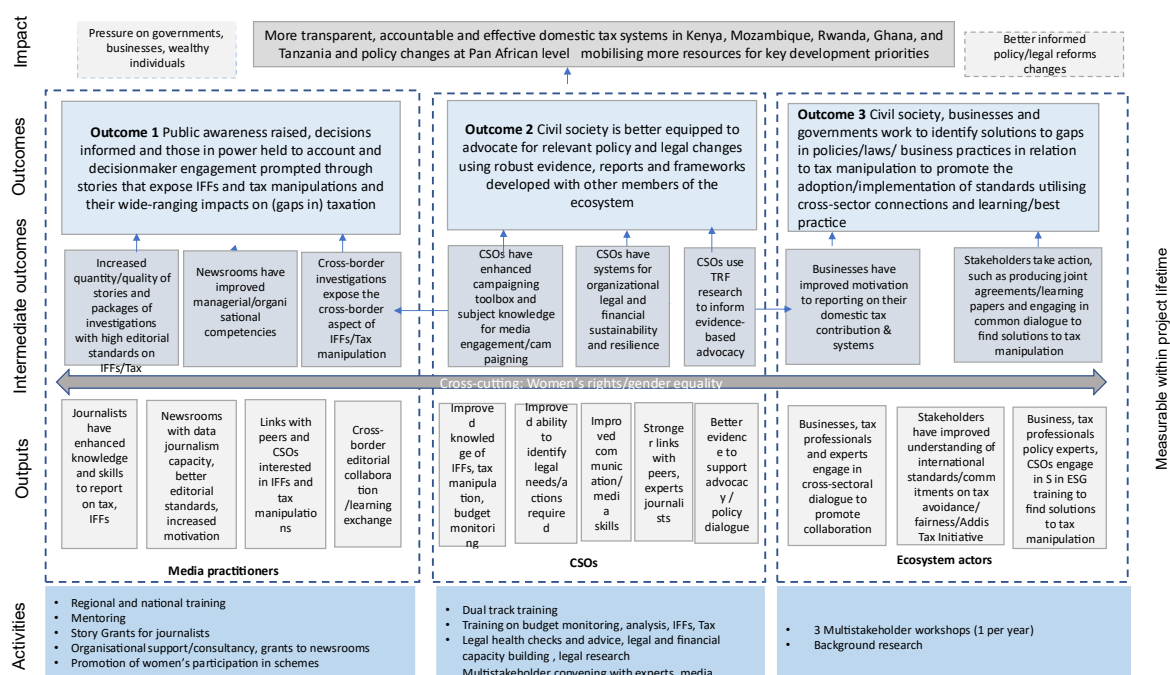 Impact
Pressure on governments,
businesses, wealthy
individuals
More transparent, accountable and effective domestic tax systems in Kenya, Mozambique, Rwanda, Ghana, and
Tanzania and policy changes at Pan African level mobilising more resources for key development priorities
Better informed
policy/legal reforms
changes
Outcomes
Outcome 1 Public awareness raised, decisions
informed and those in power held to account and
decisionmaker engagement prompted through
stories that expose IFFs and tax manipulations and
their wide-ranging impacts on (gaps in) taxation
Outcome 2 Civil society is better equipped to
advocate for relevant policy and legal changes
using robust evidence, reports and frameworks
developed with other members of the
ecosystem
Outcome 3 Civil society, businesses and
governments work to identify solutions to gaps
in policies/laws/ business practices in relation
to tax manipulation to promote the
adoption/implementation of standards utilising
cross-sector connections and learning/best
practice
Intermediate outcomes
Increased
quantity/quality of
stories and
packages of
investigations
with high editorial
standards on
IFFs/Tax
Newsrooms have
improved
managerial/organi
sational
competencies
Cross-border
investigations
expose the
cross-border
aspect of
IFFs/Tax
manipulation
CSOs have
enhanced
campaigning
toolbox and
subject knowledge
for media
engagement/cam
paigning
CSOs have
systems for
organizational
legal and
financial
sustainability
and resilience
CSOs use
TRF
research
to inform
evidence-
based
advocacy
Businesses have
improved motivation
to reporting on their
domestic tax
contribution &
systems
Stakeholders take action,
such as producing joint
agreements/learning
papers and engaging in
common dialogue to
find solutions to tax
manipulation
Measurable within project lifetime
Cross-cutting: Women's rights/gender equality
Outputs
Journalists
have
enhanced
knowledge
and skills
to report
on tax,
IFFs
Newsrooms
with data
journalism
capacity,
better
editorial
standards,
increased
motivation
Links with
peers and
CSOs
interested
in IFFs and
tax
manipulatio
ns
Cross-
border
editorial
collabora
tion
/learning
exchange
Improve
d
knowled
ge of
IFFs, tax
manipula
tion,
budget
monitori
ng
Improve
d ability
to
identify
legal
needs/a
ctions
require
d
Impr
oved
com
munic
ation/
medi
a
skills
Stronge
r links
with
peers,
experts
journali
sts
Better
evidenc
e to
support
advocac
y /
policy
dialogue
Businesses, tax
professionals
and experts
engage in
cross-sectoral
dialogue to
promote
collaboration
Stakeholders
have improved
understanding of
international
standards/com
mitments on tax
avoidance/
fairness/Addis
Tax Initiative
Business, tax
professionals
policy experts,
CSOs engage
in S in ESG
training to
find solutions
to tax
manipulation
Media practitioners
CSOs
Ecosystem actors
Activities
• Regional and national training
• Mentoring
• Story Grants for journalists
• Organisational support/consultancy, grants to newsrooms
• Promotion of women's participation in schemes
• Dual track training
• Training on budget monitoring, analysis, IFFs, Tax
• Legal health checks and advice, legal and financial
capacity building , legal research
Multistakeholder convening with experts, media
• 3 Multistakeholder workshops (1 per year)
• Background research